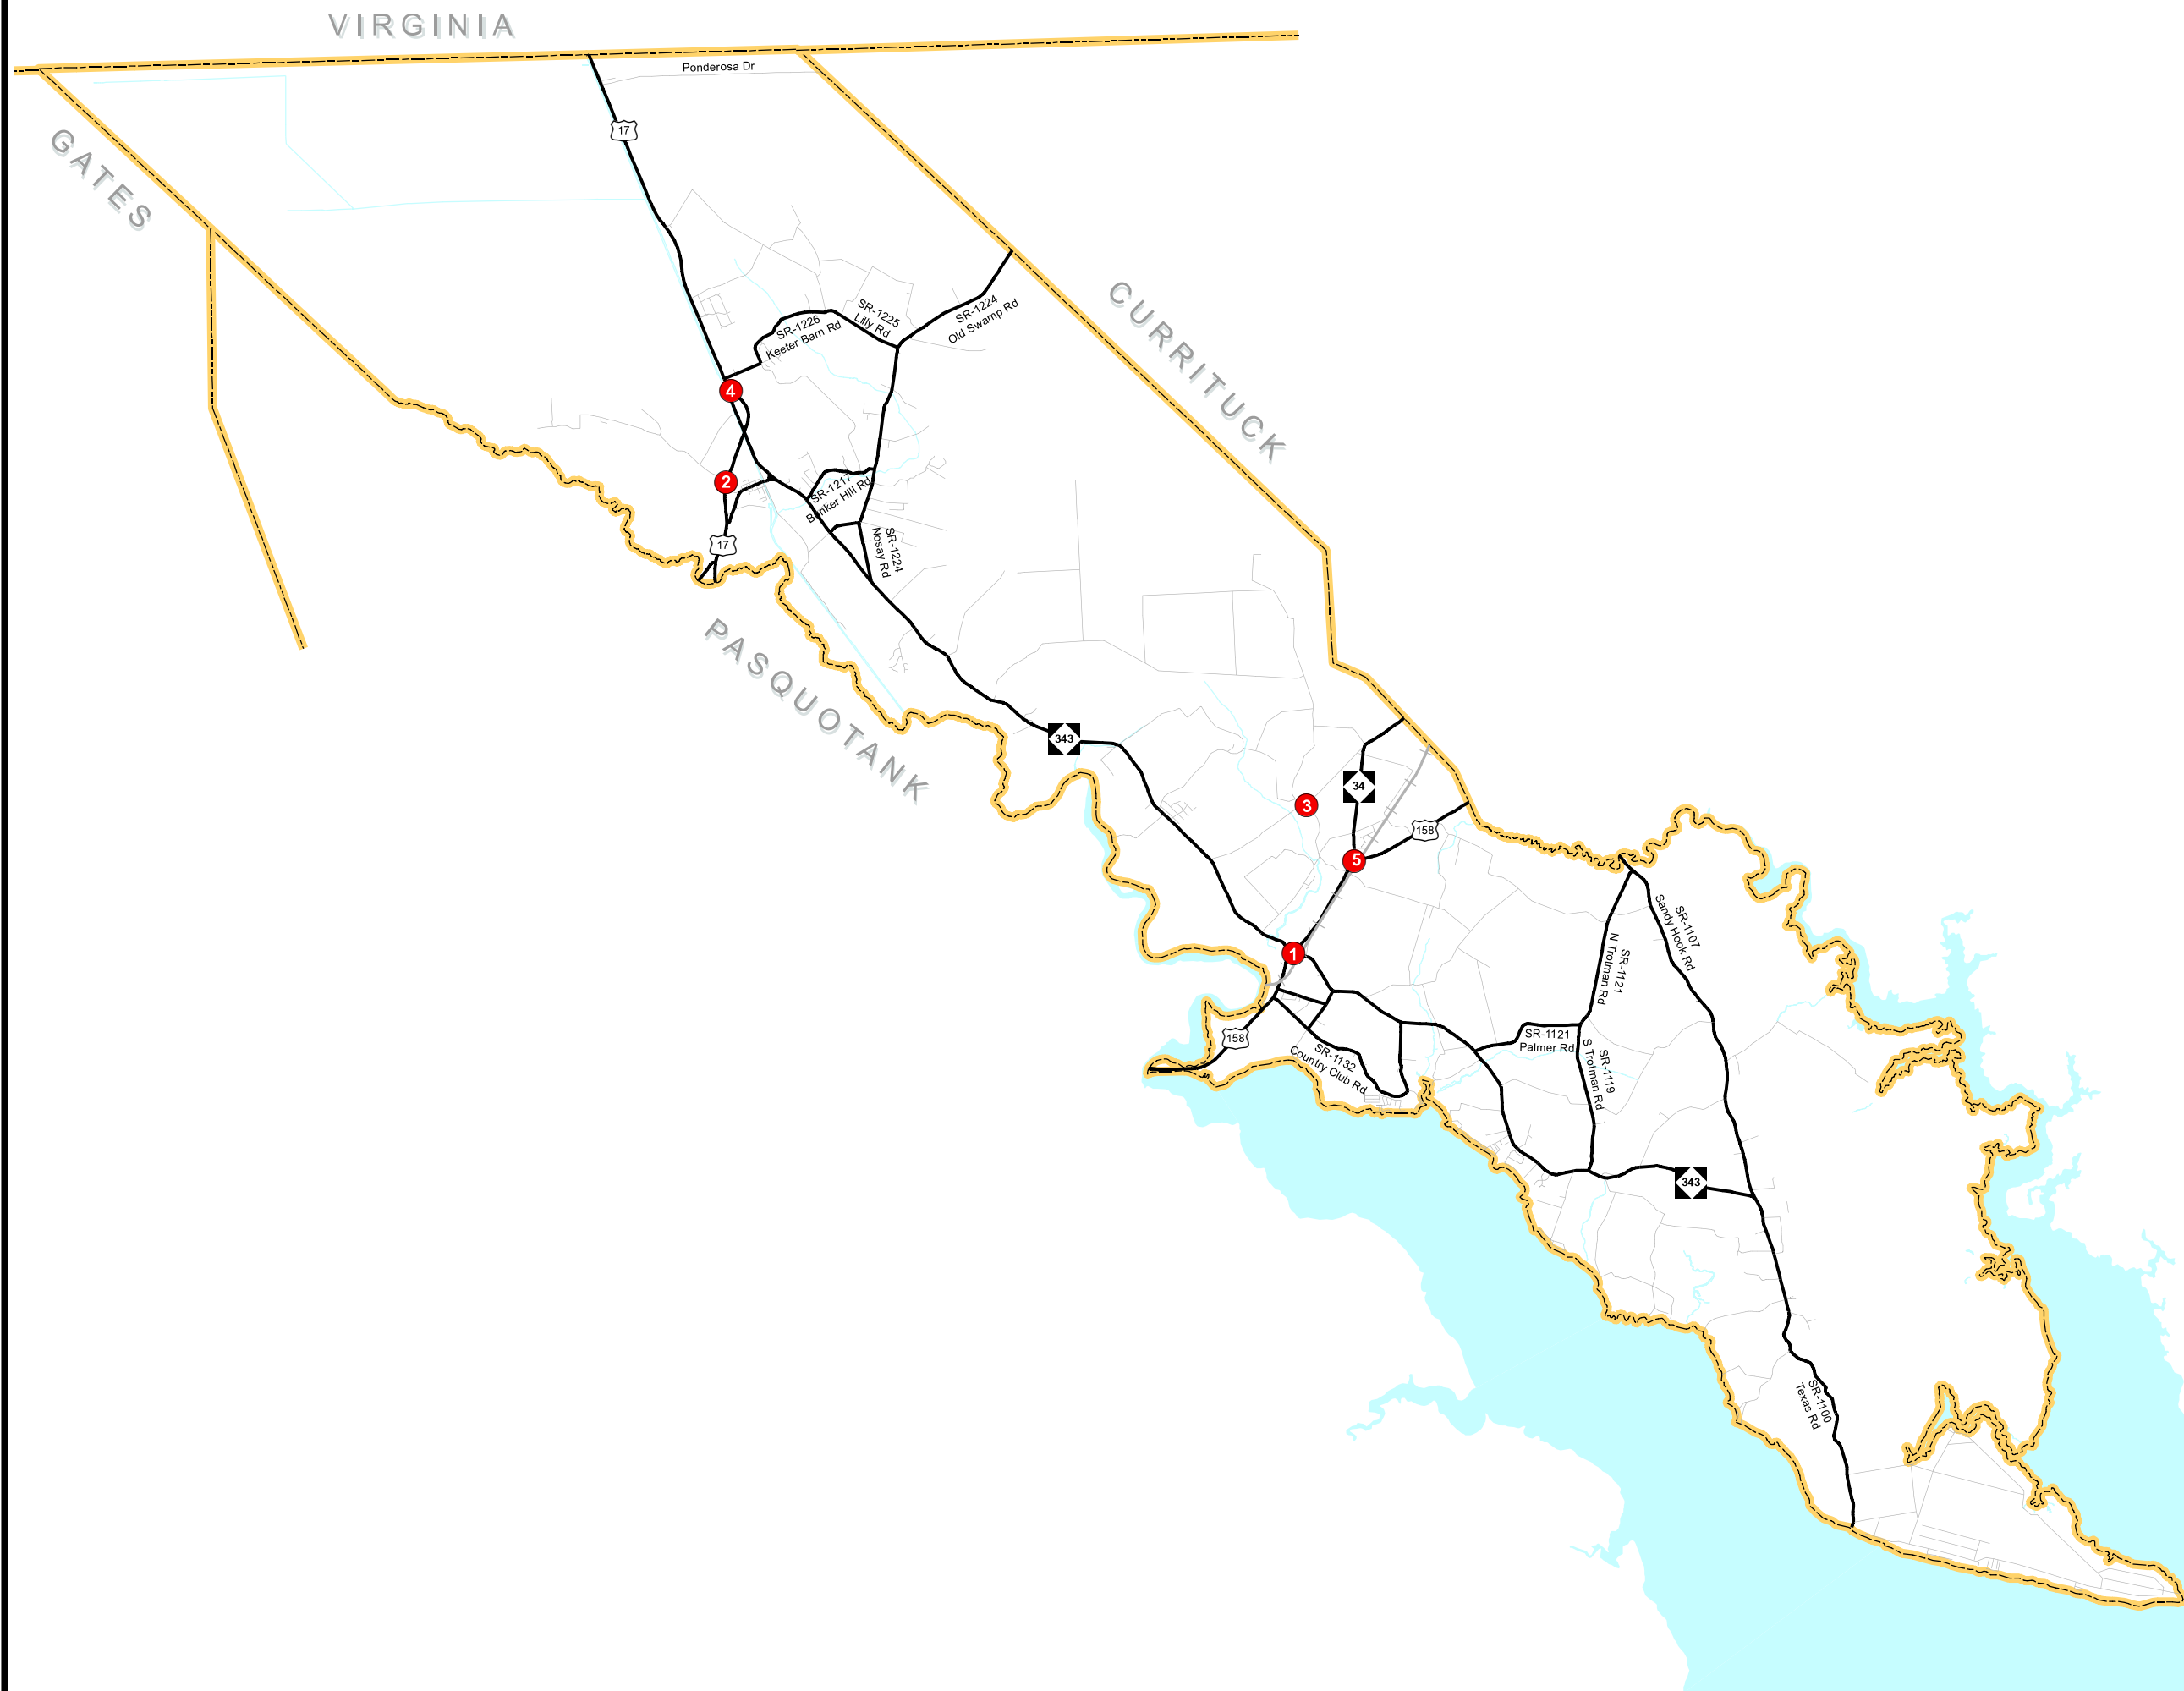 VIRGINIA
Ponderosa Dr
17
GATES
CURRITUCK
SR-1224
Old Swamp Rd
SR-1225
Lilly Rd
SR-1226
Keeter Barn Rd
4
2
SR-1217
Bunker Hill Rd
SR-1224
Nosay Rd
17
PASQUOTANK
343
34
3
158
5
1
SR-1107
Sandy Hook Rd
SR-1121
N Trotman Rd
158
SR-1132
Country Club Rd
SR-1121
Palmer Rd
SR-1119
S Trotman Rd
343
SR-1100
Texas Rd